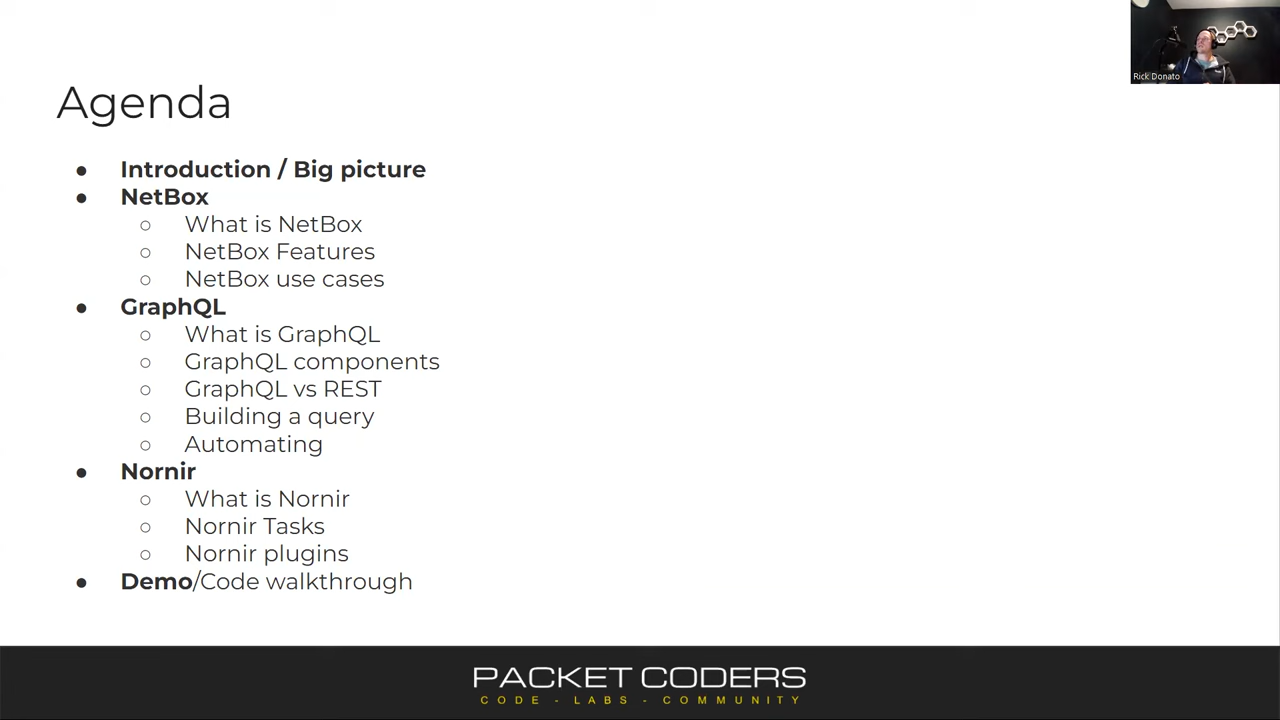 Rick Donato
Agenda
● Introduction / Big picture
● NetBox
○ What is NetBox
○ NetBox Features
○ NetBox use cases
● GraphQL
○ What is GraphQL
○ GraphQL components
○ GraphQL vs REST
○ Building a query
○ Automating
● Nornir
○ What is Nornir
○ Nornir Tasks
○ Nornir plugins
● Demo/Code walkthrough
PACKET CODERS
CODE - LABS - COMMUNITY